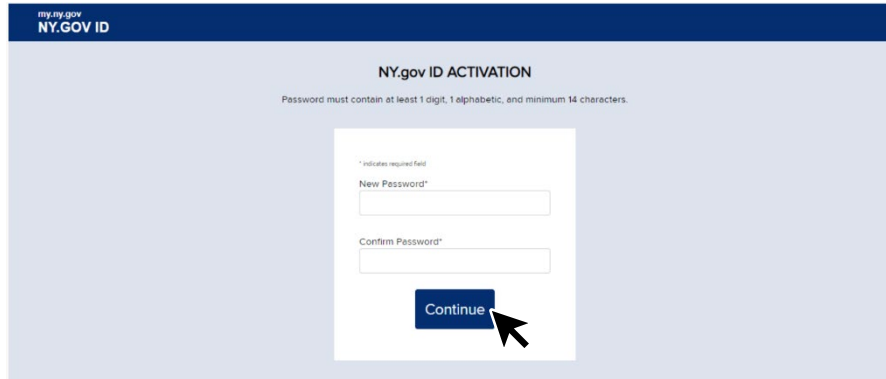 my.ny.gov
NY.GOV ID
NY.gov ID ACTIVATION
Password must contain at least 1 digit, 1 alphabetic, and minimum 14 characters.
* indicates required field
New Password*
Confirm Password*
Continue